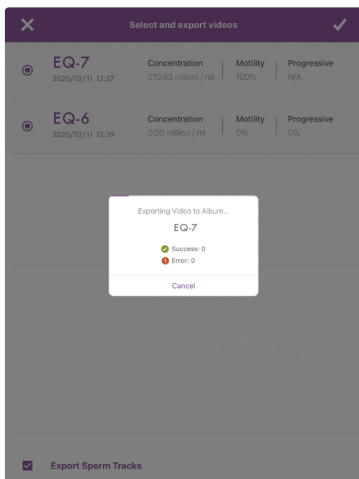 Select and export videos
EQ-7
2020/03/11 13:27
Concentration
210.83 million / ml
Motility
100%
Progressive
N/A
EQ-6
2020/03/11 12:39
Concentration
0.00 million / ml
Motility
0%
Progressive
0%
Exporting Video to Album...
EQ-7
Success: 0
Error: 0
Cancel
Export Sperm Tracks